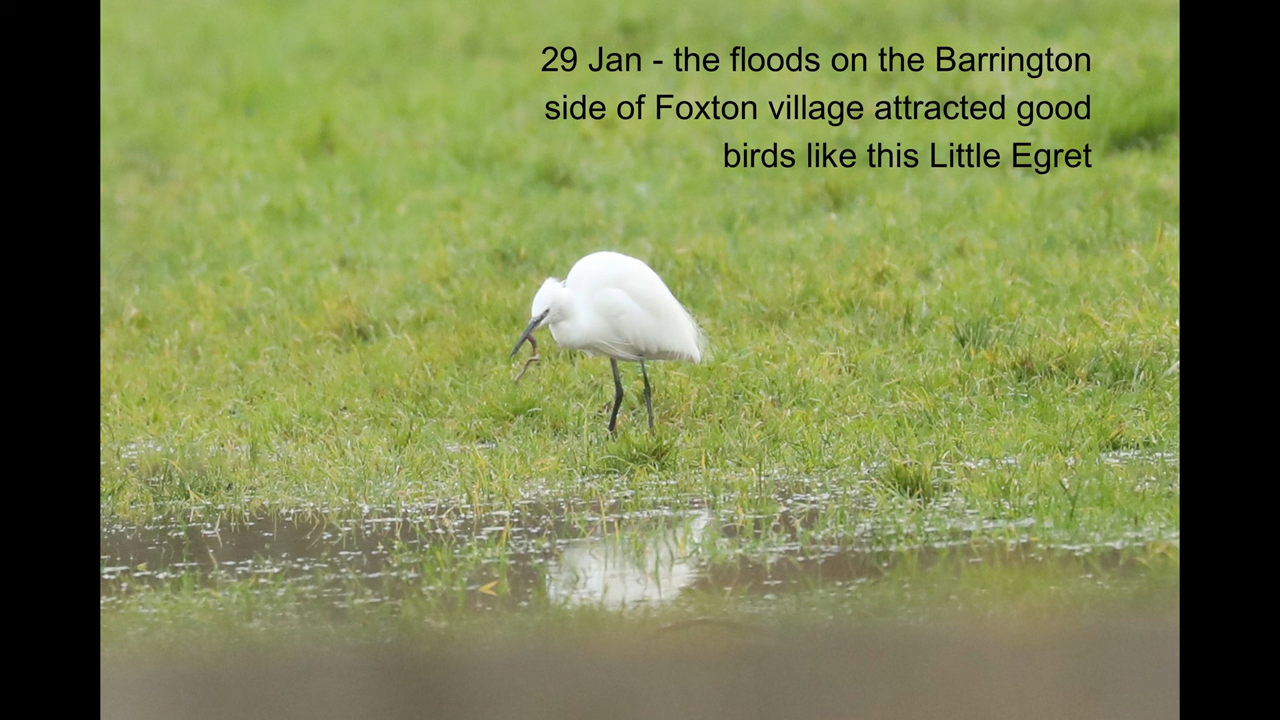 29 Jan - the floods on the Barrington
side of Foxton village attracted good
birds like this Little Egret